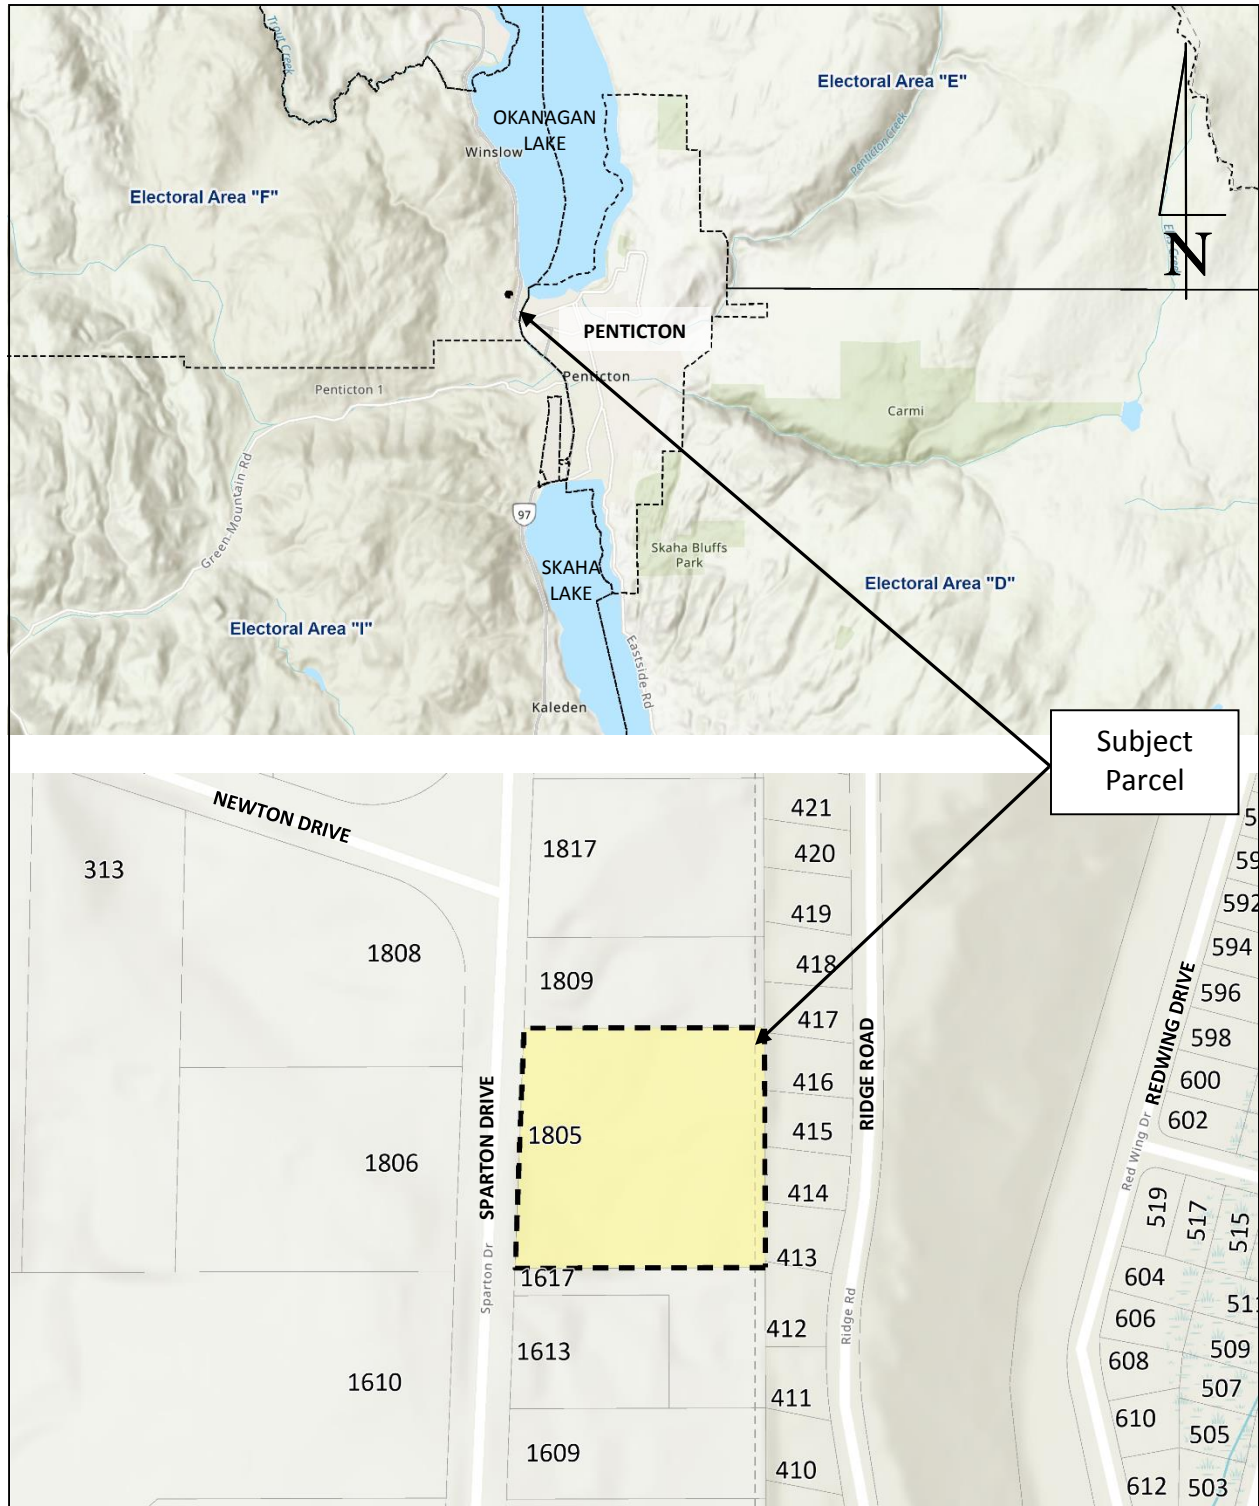 Trout Creek
Electoral Area "E"
OKANAGAN
LAKE
Winslow
Penticton Creek
Electoral Area "F"
N
PENTICTON
Penticton
Penticton 1
Carmi
Green Mountain Rd
97
Skaha Bluffs
Park
SKAHA
LAKE
Electoral Area "D"
Electoral Area "I"
Eastside Rd
Kaleden
Subject
Parcel
NEWTON DRIVE
421
1817
420
313
592
419
1808
594
418
1809
596
417
REDWING DRIVE
598
416
RIDGE ROAD
600
602
SPARTON DRIVE
1805
415
1806
Red Wing Dr
414
519
517
515
413
1617
Sparton Dr
604
Ridge Rd
606
412
1613
509
608
1610
507
411
610
505
1609
410
612
503